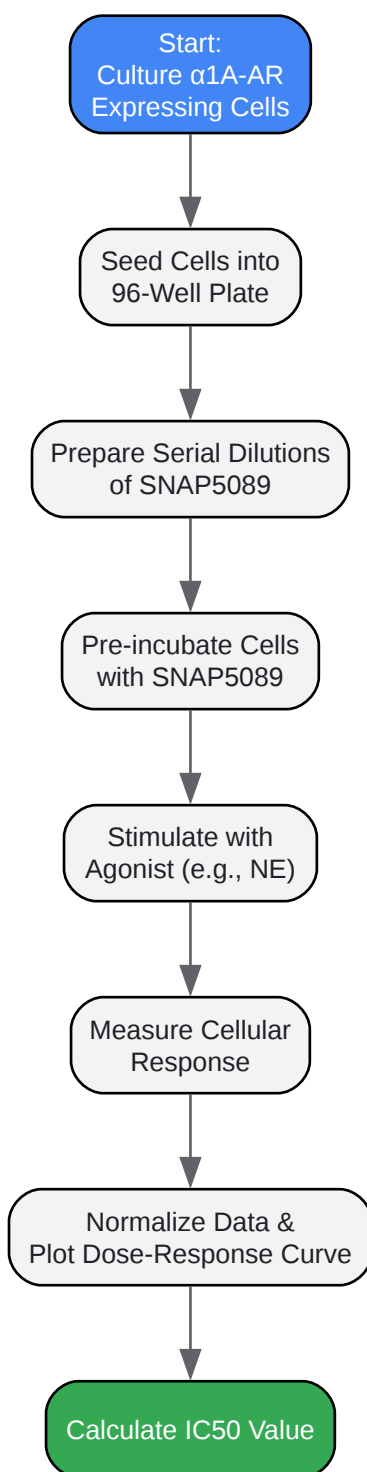 Start:
Culture α1A-AR
Expressing Cells
Seed Cells into
96-Well Plate
Prepare Serial Dilutions
of SNAP5089
Pre-incubate Cells
with SNAP5089
Stimulate with
Agonist (e.g., NE)
Measure Cellular
Response
Normalize Data &
Plot Dose-Response Curve
Calculate IC50 Value